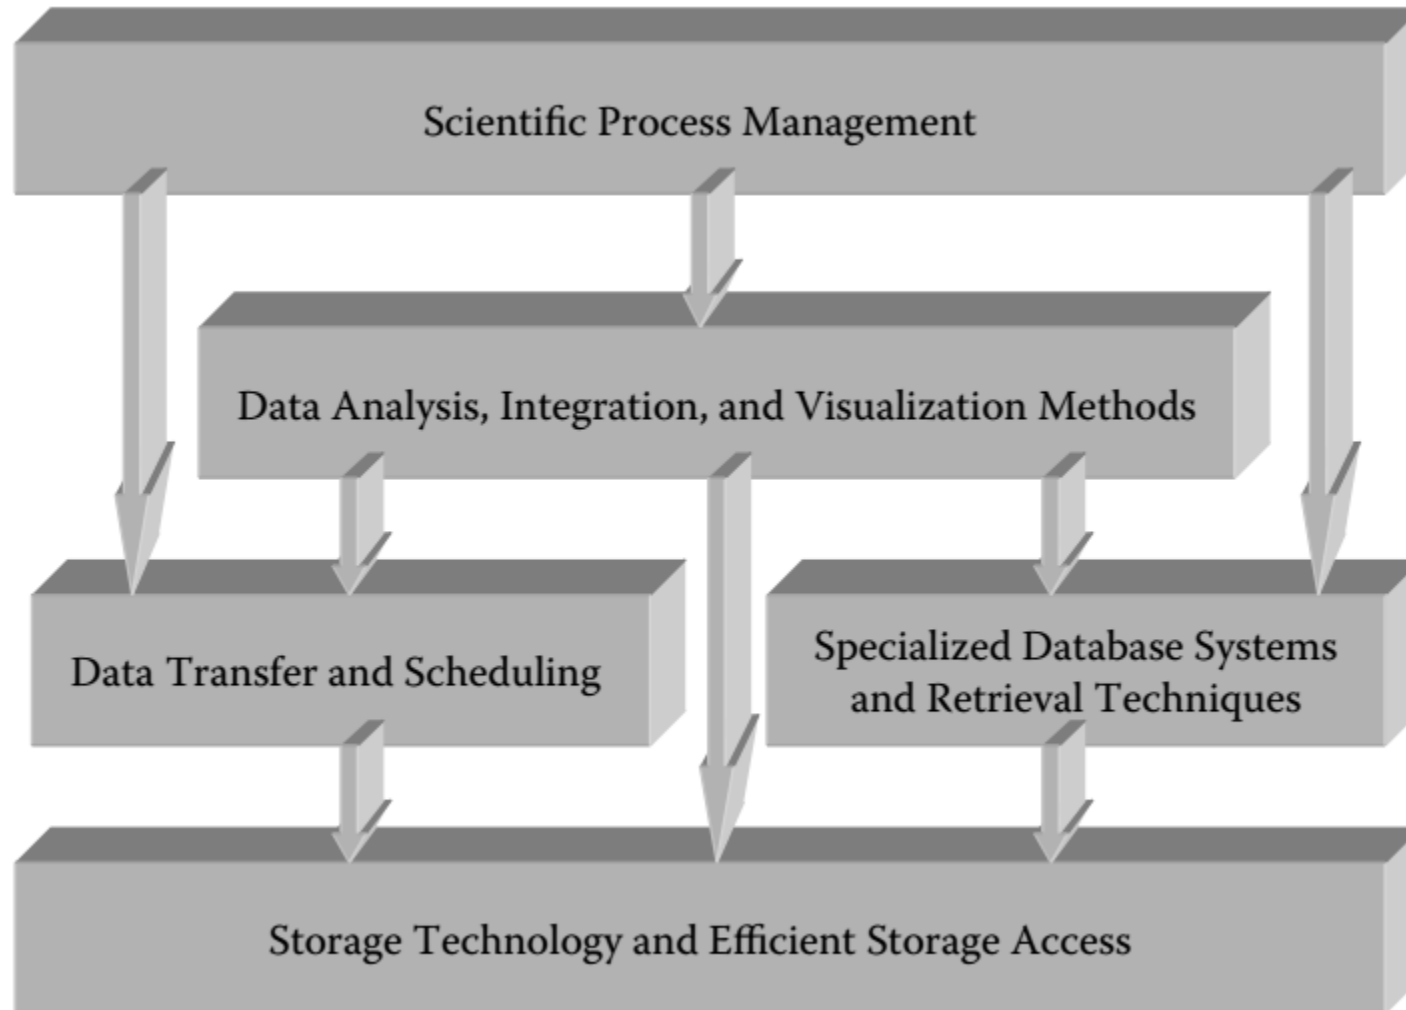 Scientific Process Management
Data Analysis, Integration, and Visualization Methods
Data Transfer and Scheduling
Specialized Database Systems
and Retrieval Techniques
Storage Technology and Efficient Storage Access